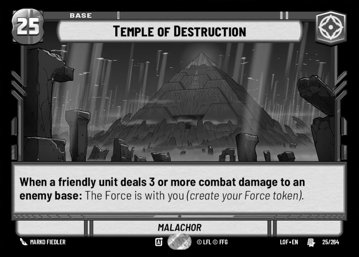 BASE
25
TEMPLE OF DESTRUCTION
When a friendly unit deals 3 or more combat damage to an
enemy base: The Force is with you (create your Force token).
MALACHOR
MARKO FIEDLER © LFL © FFG LOF • EN 25/264